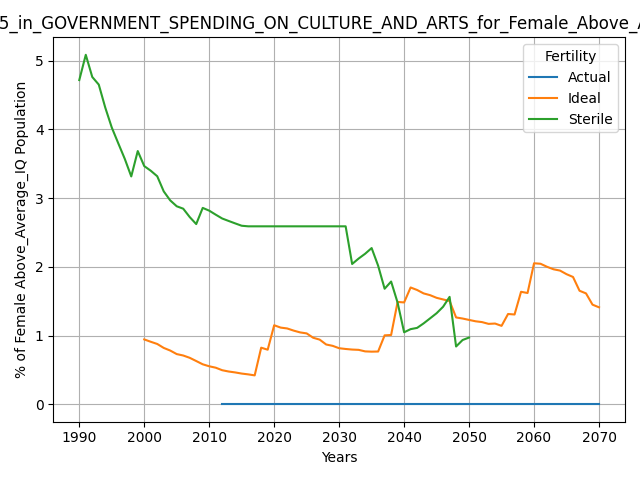 5_in_GOVERNMENT_SPENDING_ON_CULTURE_AND_ARTS_for_Female_Above_
Fertility
Actual
Ideal
Sterile
% of Female Above_Average_IQ Population
5
4
3
2
1
0
1990 2000 2010 2020 2030 2040 2050 2060 2070
Years